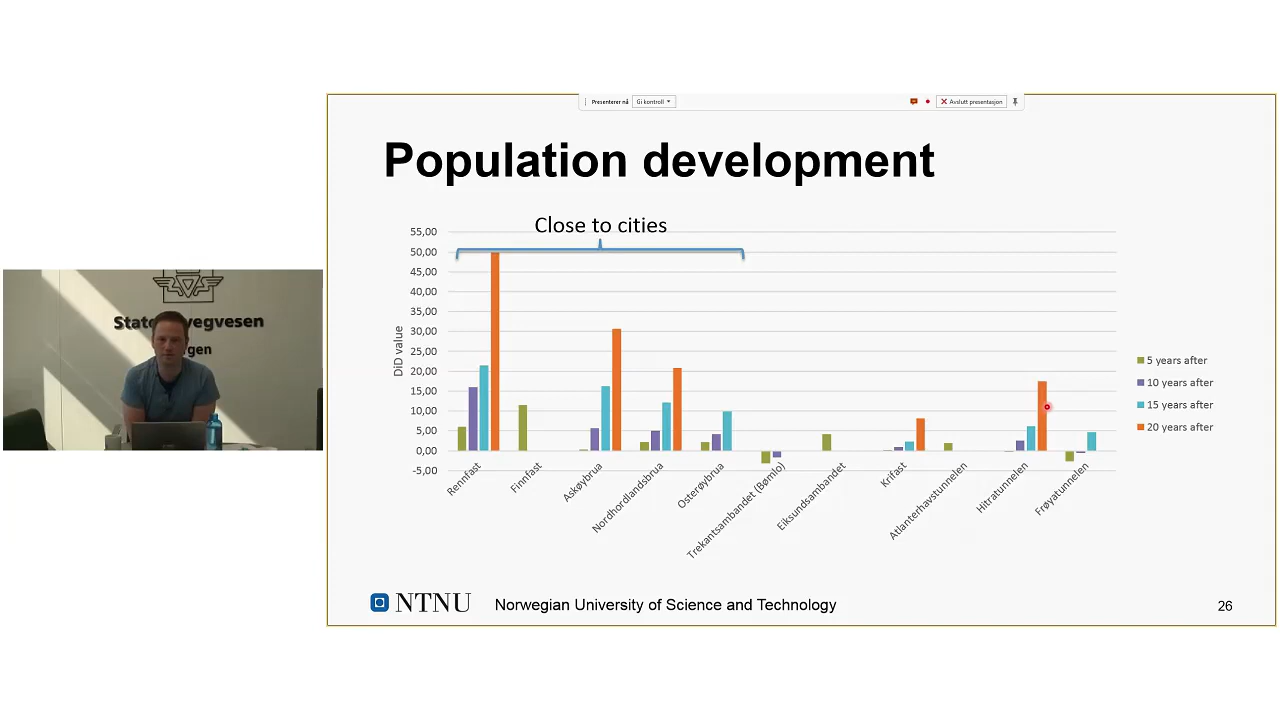 Presenterer nå
Gi kontroll
Avslutt presentasjon
Population development
Close to cities
55,00
50,00
45,00
40,00
35,00
30,00
25,00
20,00
15,00
10,00
5,00
0,00
-5,00
DiD value
Rennfast
Finnfast
Askøybrua
Nordhordlandsbrua
Osterøybrua
Trekantsambandet (Bømlo)
Eiksundsambandet
Krifast
Atlanterhavstunnelen
Hitratunnelen
Frøyatunnelen
5 years after
10 years after
15 years after
20 years after
NTNU
Norwegian University of Science and Technology
26
State vegvesen
rgen